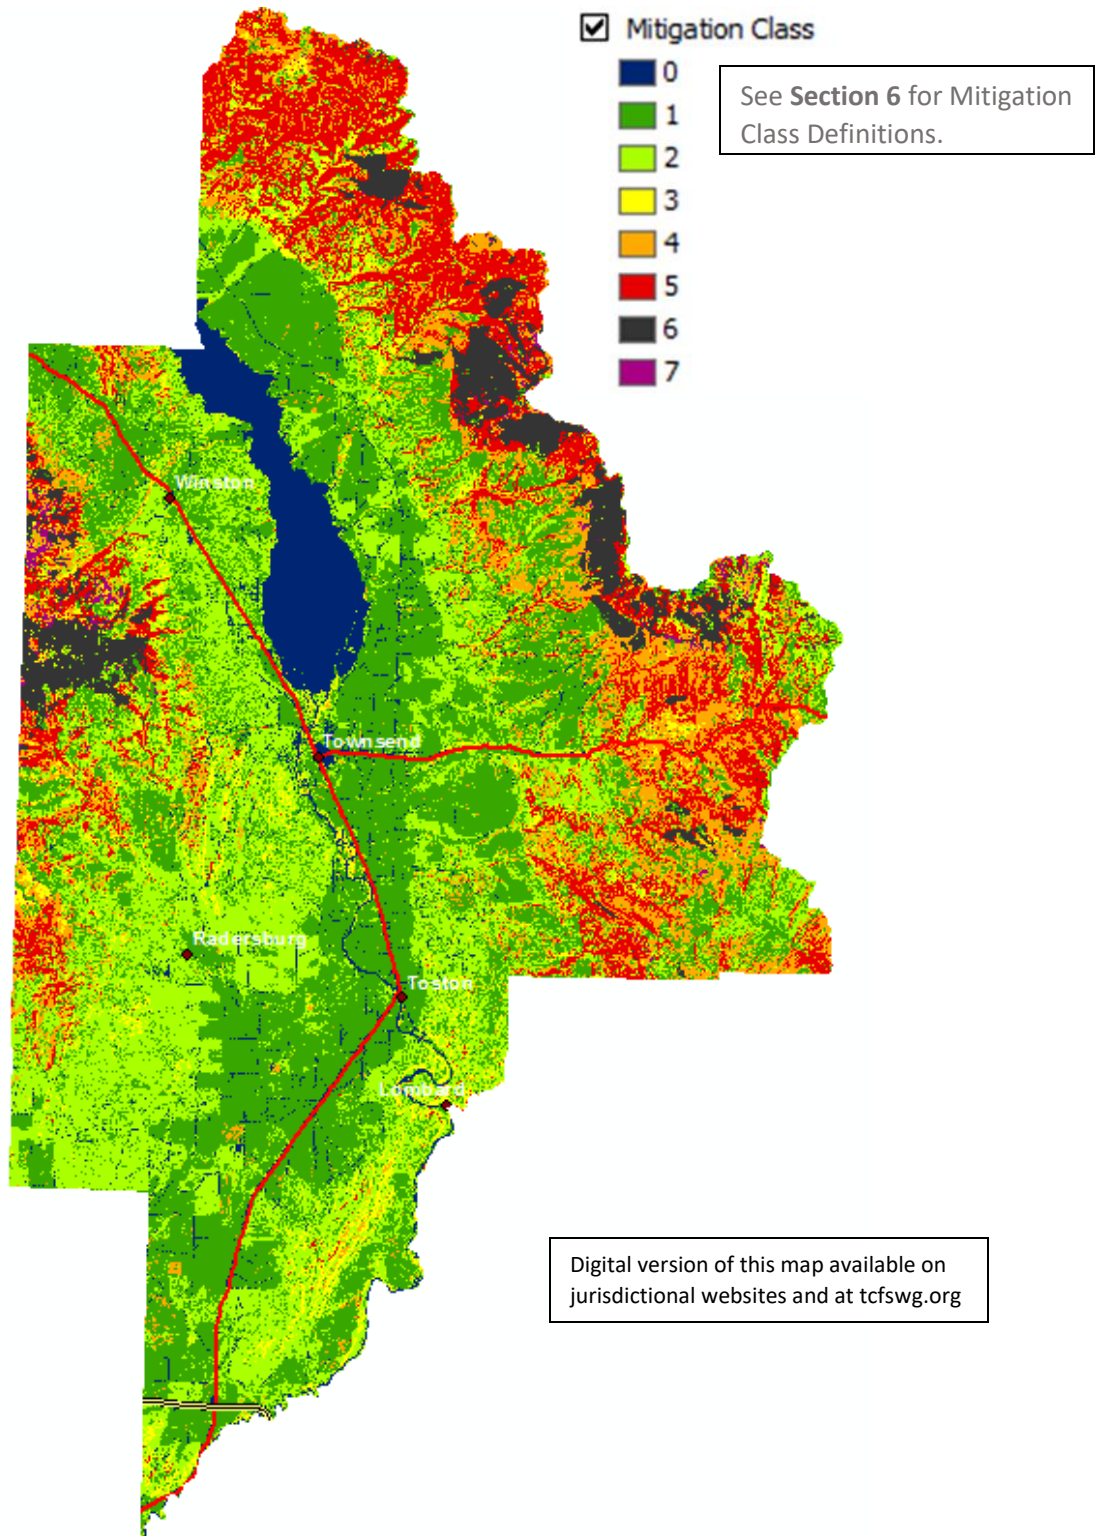 Mitigation Class
0
1
2
3
4
5
6
7
See Section 6 for Mitigation
Class Definitions.
Winston
Townsend
Radersburg
Toston
Lombard
Digital version of this map available on
jurisdictional websites and at tcfswg.org